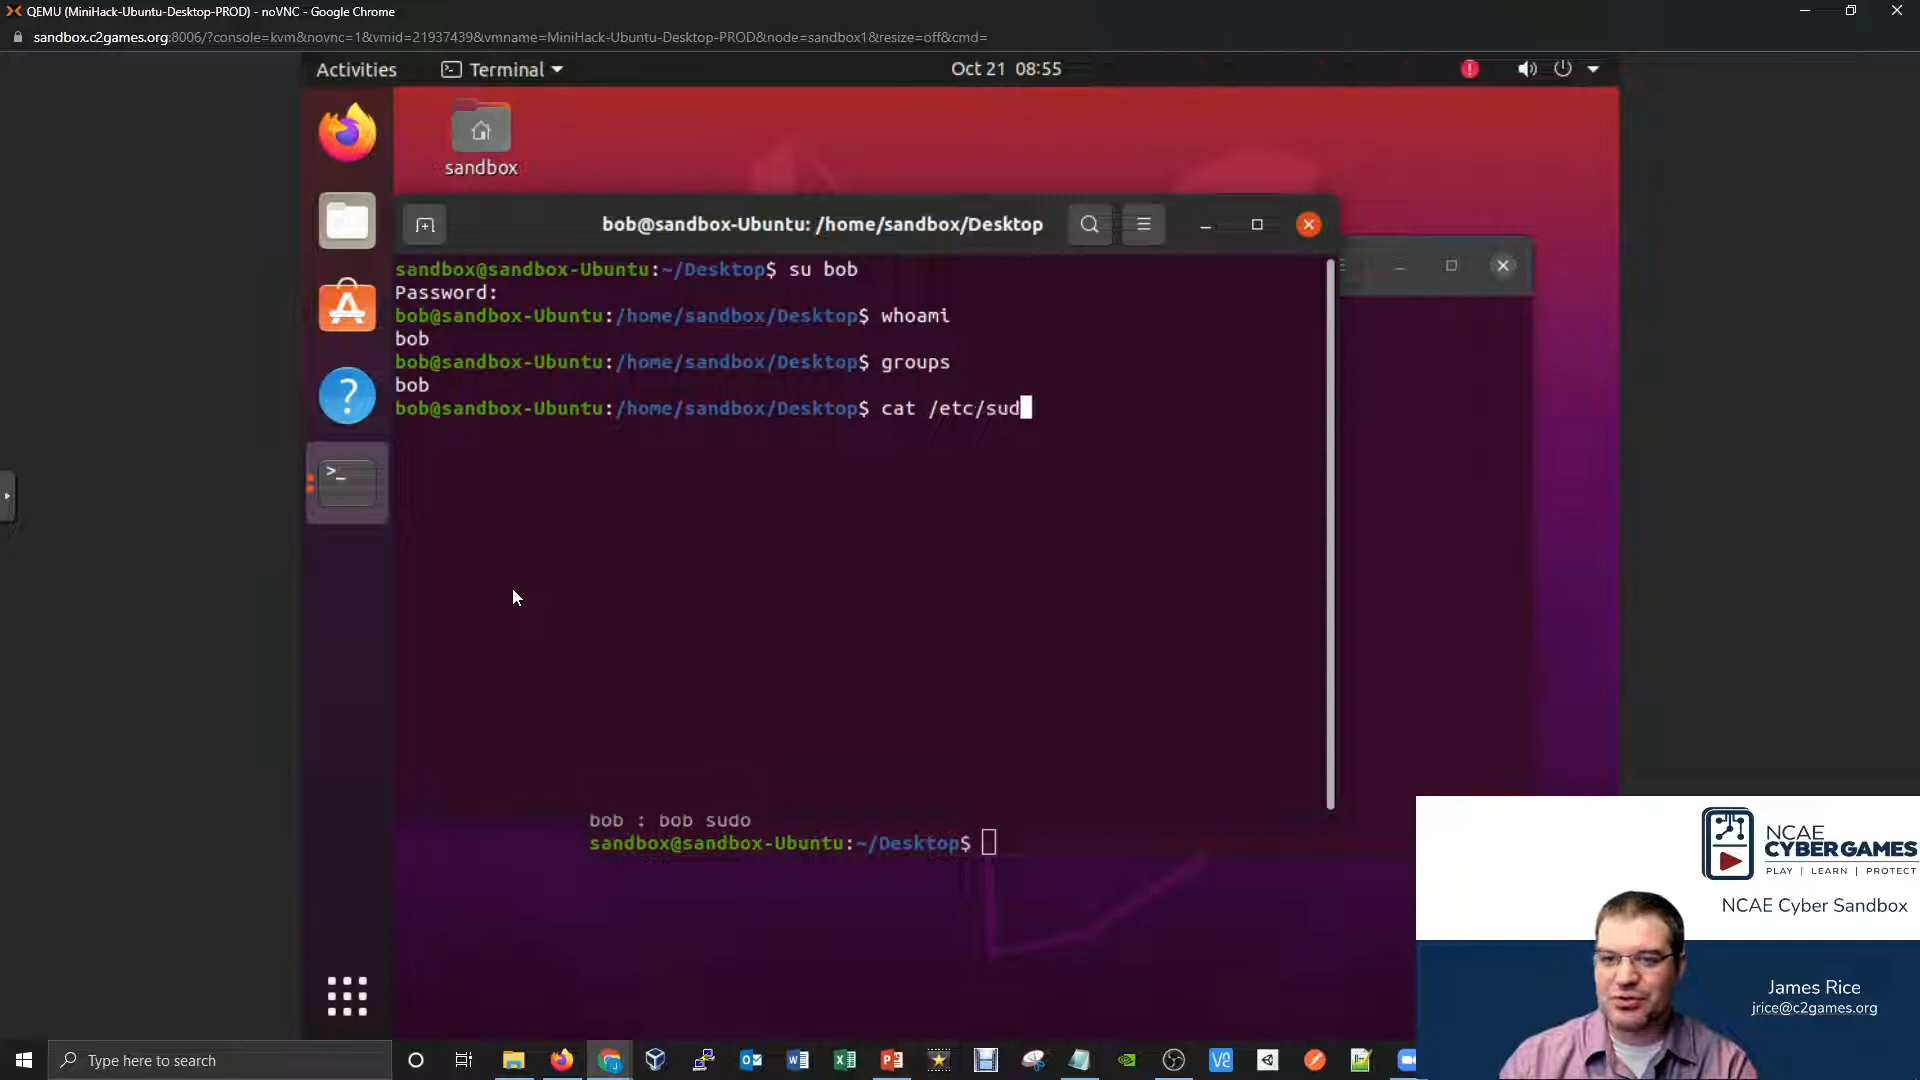 QEMU (MiniHack-Ubuntu-Desktop-PROD) - noVNC - Google Chrome
sandbox.c2games.org:8006/?console=kvm&novnc=1&vmid=21937439&vmname=MiniHack-Ubuntu-Desktop-PROD&node=sandbox1&resize=off&cmd=
Activities Terminal Oct 21 08:55
sandbox
bob@sandbox-Ubuntu: /home/sandbox/Desktop
sandbox@sandbox-Ubuntu:~/Desktop$ su bob
Password:
bob@sandbox-Ubuntu:/home/sandbox/Desktop$ whoami
bob
bob@sandbox-Ubuntu:/home/sandbox/Desktop$ groups
bob
bob@sandbox-Ubuntu:/home/sandbox/Desktop$ cat /etc/sud
bob : bob sudo
sandbox@sandbox-Ubuntu:~/Desktop$
NCAE
CYBERGAMES
PLAY | LEARN | PROTECT
NCAE Cyber Sandbox
James Rice
jrice@c2games.org
Type here to search